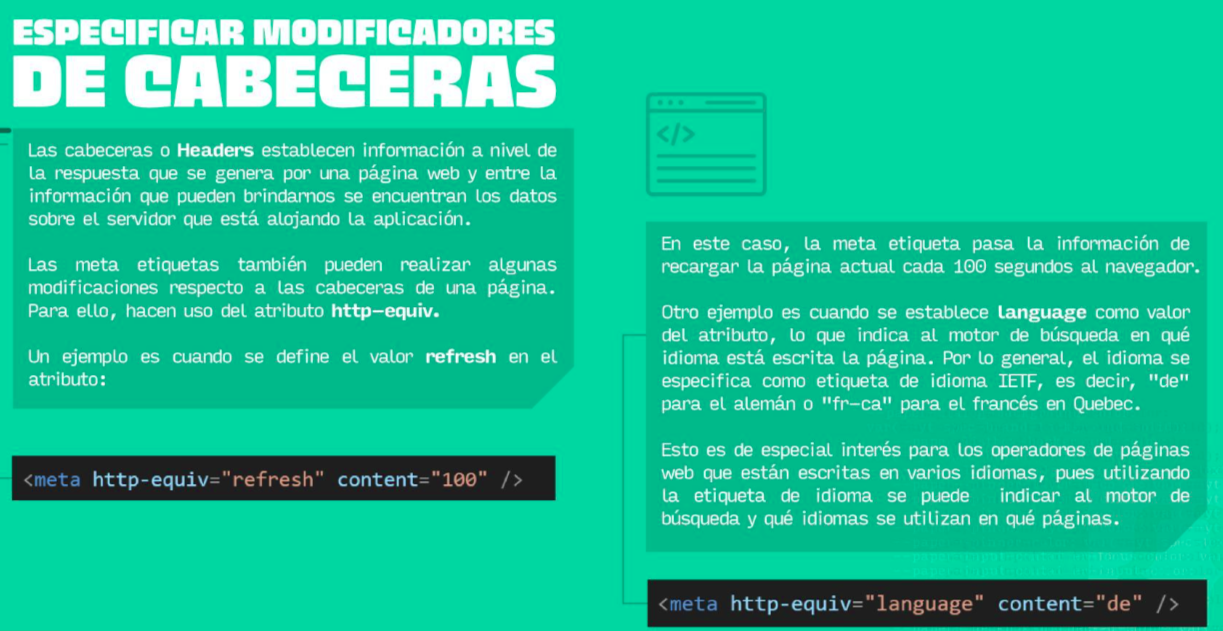 ESPECIFICAR MODIFICADORES
DE CABECERAS
Las cabeceras o Headers establecen información a nivel de
la respuesta que se genera por una página web y entre la
información que pueden brindarnos se encuentran los datos
sobre el servidor que está alojando la aplicación.
Las meta etiquetas también pueden realizar algunas
modificaciones respecto a las cabeceras de una página.
Para ello, hacen uso del atributo http-equiv.
Un ejemplo es cuando se define el valor refresh en el
atributo:
<meta http-equiv="refresh" content="100" />
</>
En este caso, la meta etiqueta pasa la información de
recargar la página actual cada 100 segundos al navegador.
Otro ejemplo es cuando se establece language como valor
del atributo, lo que indica al motor de búsqueda en qué
idioma está escrita la página. Por lo general, el idioma se
especifica como etiqueta de idioma IETF, es decir, "de"
para el alemán o "fr-ca" para el francés en Quebec.
Esto es de especial interés para los operadores de páginas
web que están escritas en varios idiomas, pues utilizando
la etiqueta de idioma se puede indicar al motor de
búsqueda y qué idiomas se utilizan en qué páginas.
<meta http-equiv="language" content="de" />